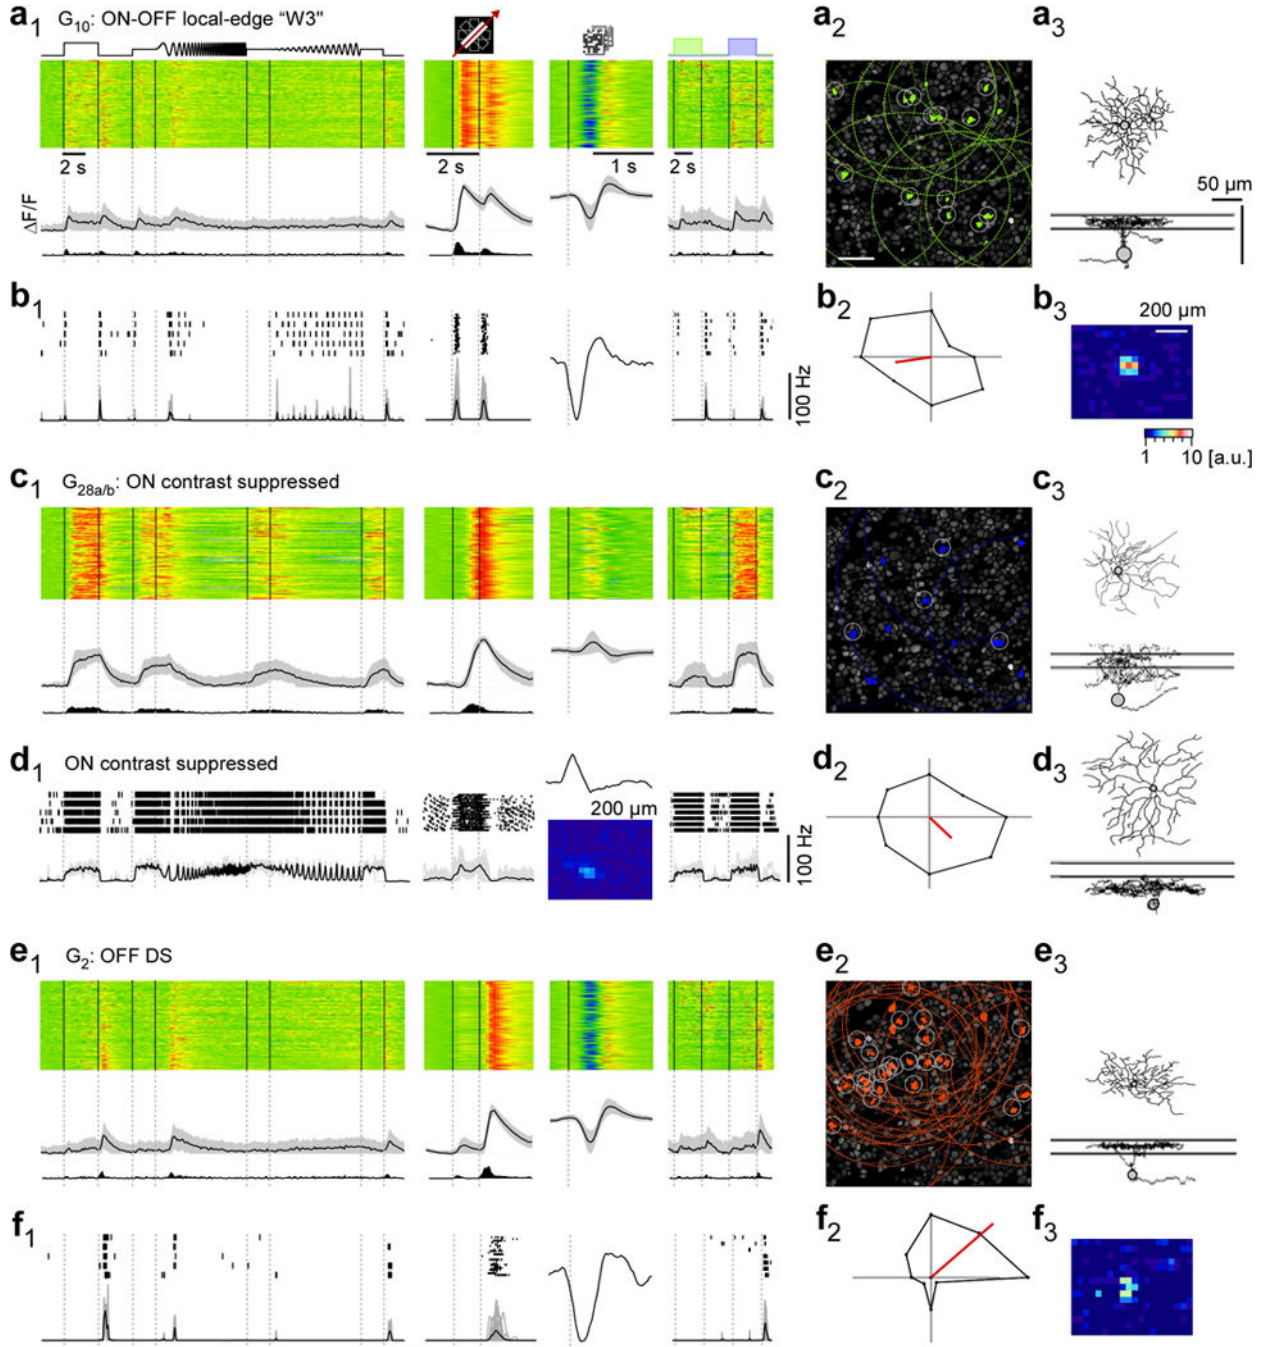 a1 G10: ON-OFF local-edge “W3"
a2
a3
2 s
2 s
1 s
2 s
50 µm
ΔF/F
b1
b2
b3
200 µm
100 Hz
1 10 [a.u.]
c1 G28a/b: ON contrast suppressed
c2
c3
d1 ON contrast suppressed
d2
d3
200 µm
100 Hz
e1 G2: OFF DS
e2
e3
f1
f2
f3